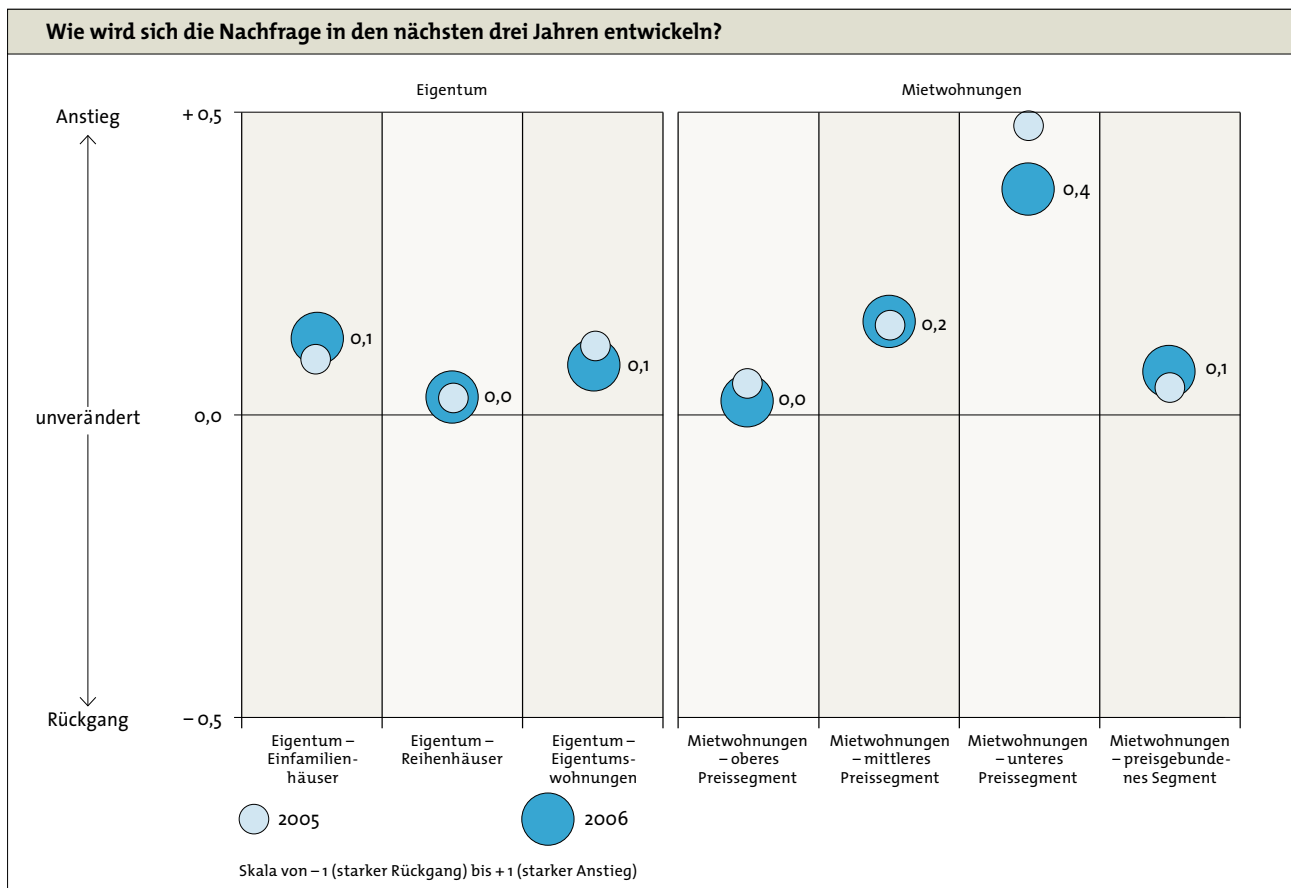 Wie wird sich die Nachfrage in den nächsten drei Jahren entwickeln?
Eigentum
Mietwohnungen
Anstieg
unverändert
Rückgang
+ 0,5
0,0
– 0,5
0,1
0,0
0,1
0,0
0,2
0,4
0,1
Eigentum –
Einfamilien-
häuser
Eigentum –
Reihenhäuser
Eigentum –
Eigentums-
wohnungen
Mietwohnungen
– oberes
Preissegment
Mietwohnungen
– mittleres
Preissegment
Mietwohnungen
– unteres
Preissegment
Mietwohnungen
– preisgebunde-
nes Segment
2005
2006
Skala von – 1 (starker Rückgang) bis + 1 (starker Anstieg)